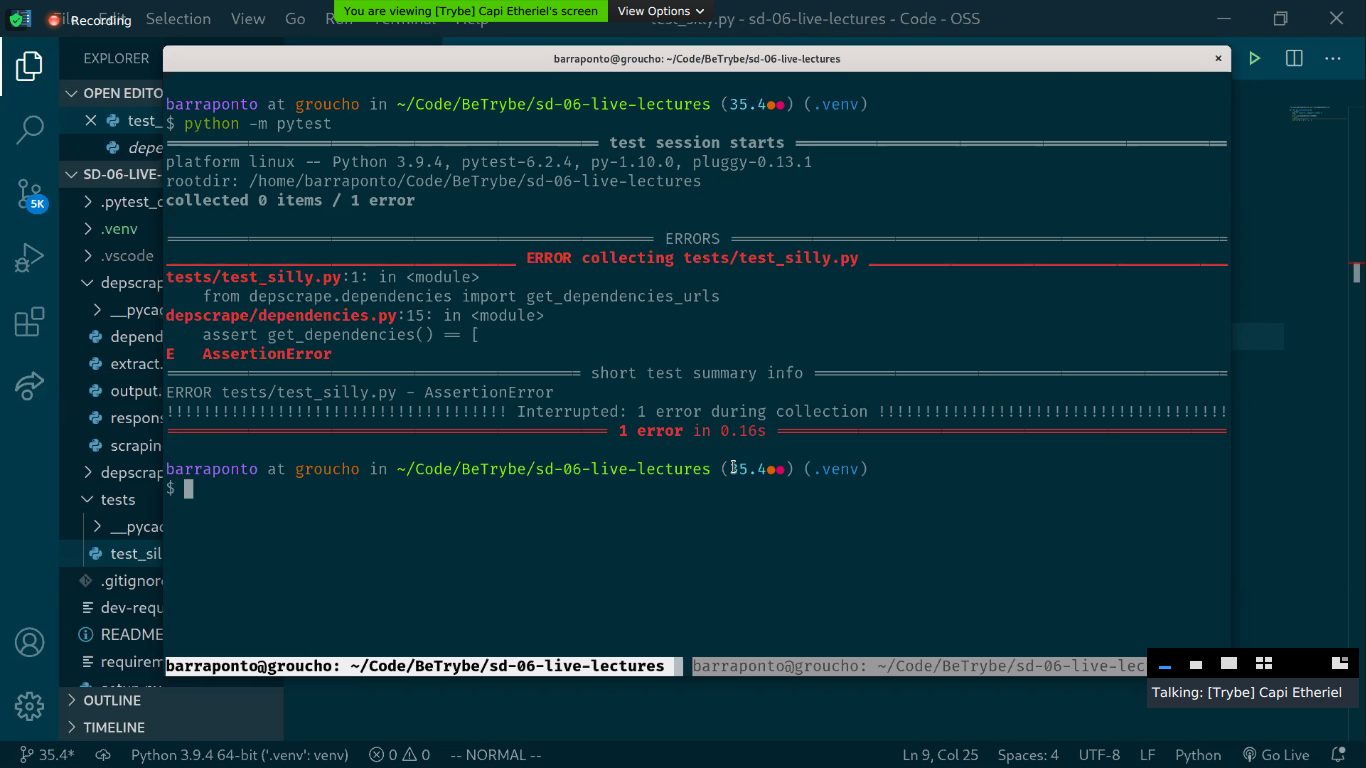 Recording
You are viewing [Trybe] Capi Etheriel's screen
View Options
File Edit Selection View Go Run Terminal Help
test_silly.py - sd-06-live-lectures - Code - OSS
EXPLORER
OPEN EDITO
test_
depe
SD-06-LIVE-
.pytest_c
.venv
.vscode
depscrap
__pycac
depend
extract.
output.
respons
scrapin
depscrap
tests
__pycac
test_sil
.gitignore
dev-requ
README
requirem
OUTLINE
TIMELINE
5K
barraponto@groucho: ~/Code/BeTrybe/sd-06-live-lectures
×
barraponto at groucho in ~/Code/BeTrybe/sd-06-live-lectures (35.4●●) (.venv)
$ python -m pytest
test session starts
platform linux -- Python 3.9.4, pytest-6.2.4, py-1.10.0, pluggy-0.13.1
rootdir: /home/barraponto/Code/BeTrybe/sd-06-live-lectures
collected 0 items / 1 error
ERRORS
ERROR collecting tests/test_silly.py
tests/test_silly.py:1: in <module>
from depscrape.dependencies import get_dependencies_urls
depscrape/dependencies.py:15: in <module>
assert get_dependencies() == [
E AssertionError
short test summary info
ERROR tests/test_silly.py - AssertionError
!!!!!!!!!!!!!!!!!!!!!!!!!!!!!!!!!!!!! Interrupted: 1 error during collection !!!!!!!!!!!!!!!!!!!!!!!!!!!!!!!!!!!!!!
1 error in 0.16s
barraponto at groucho in ~/Code/BeTrybe/sd-06-live-lectures (35.4●●) (.venv)
$
barraponto@groucho: ~/Code/BeTrybe/sd-06-live-lectures
barraponto@groucho: ~/Code/BeTrybe/sd-06-live-lec
Talking: [Trybe] Capi Etheriel
35.4* Python 3.9.4 64-bit ('.venv': venv) 0 0 -- NORMAL -- Ln 9, Col 25 Spaces: 4 UTF-8 LF Python Go Live